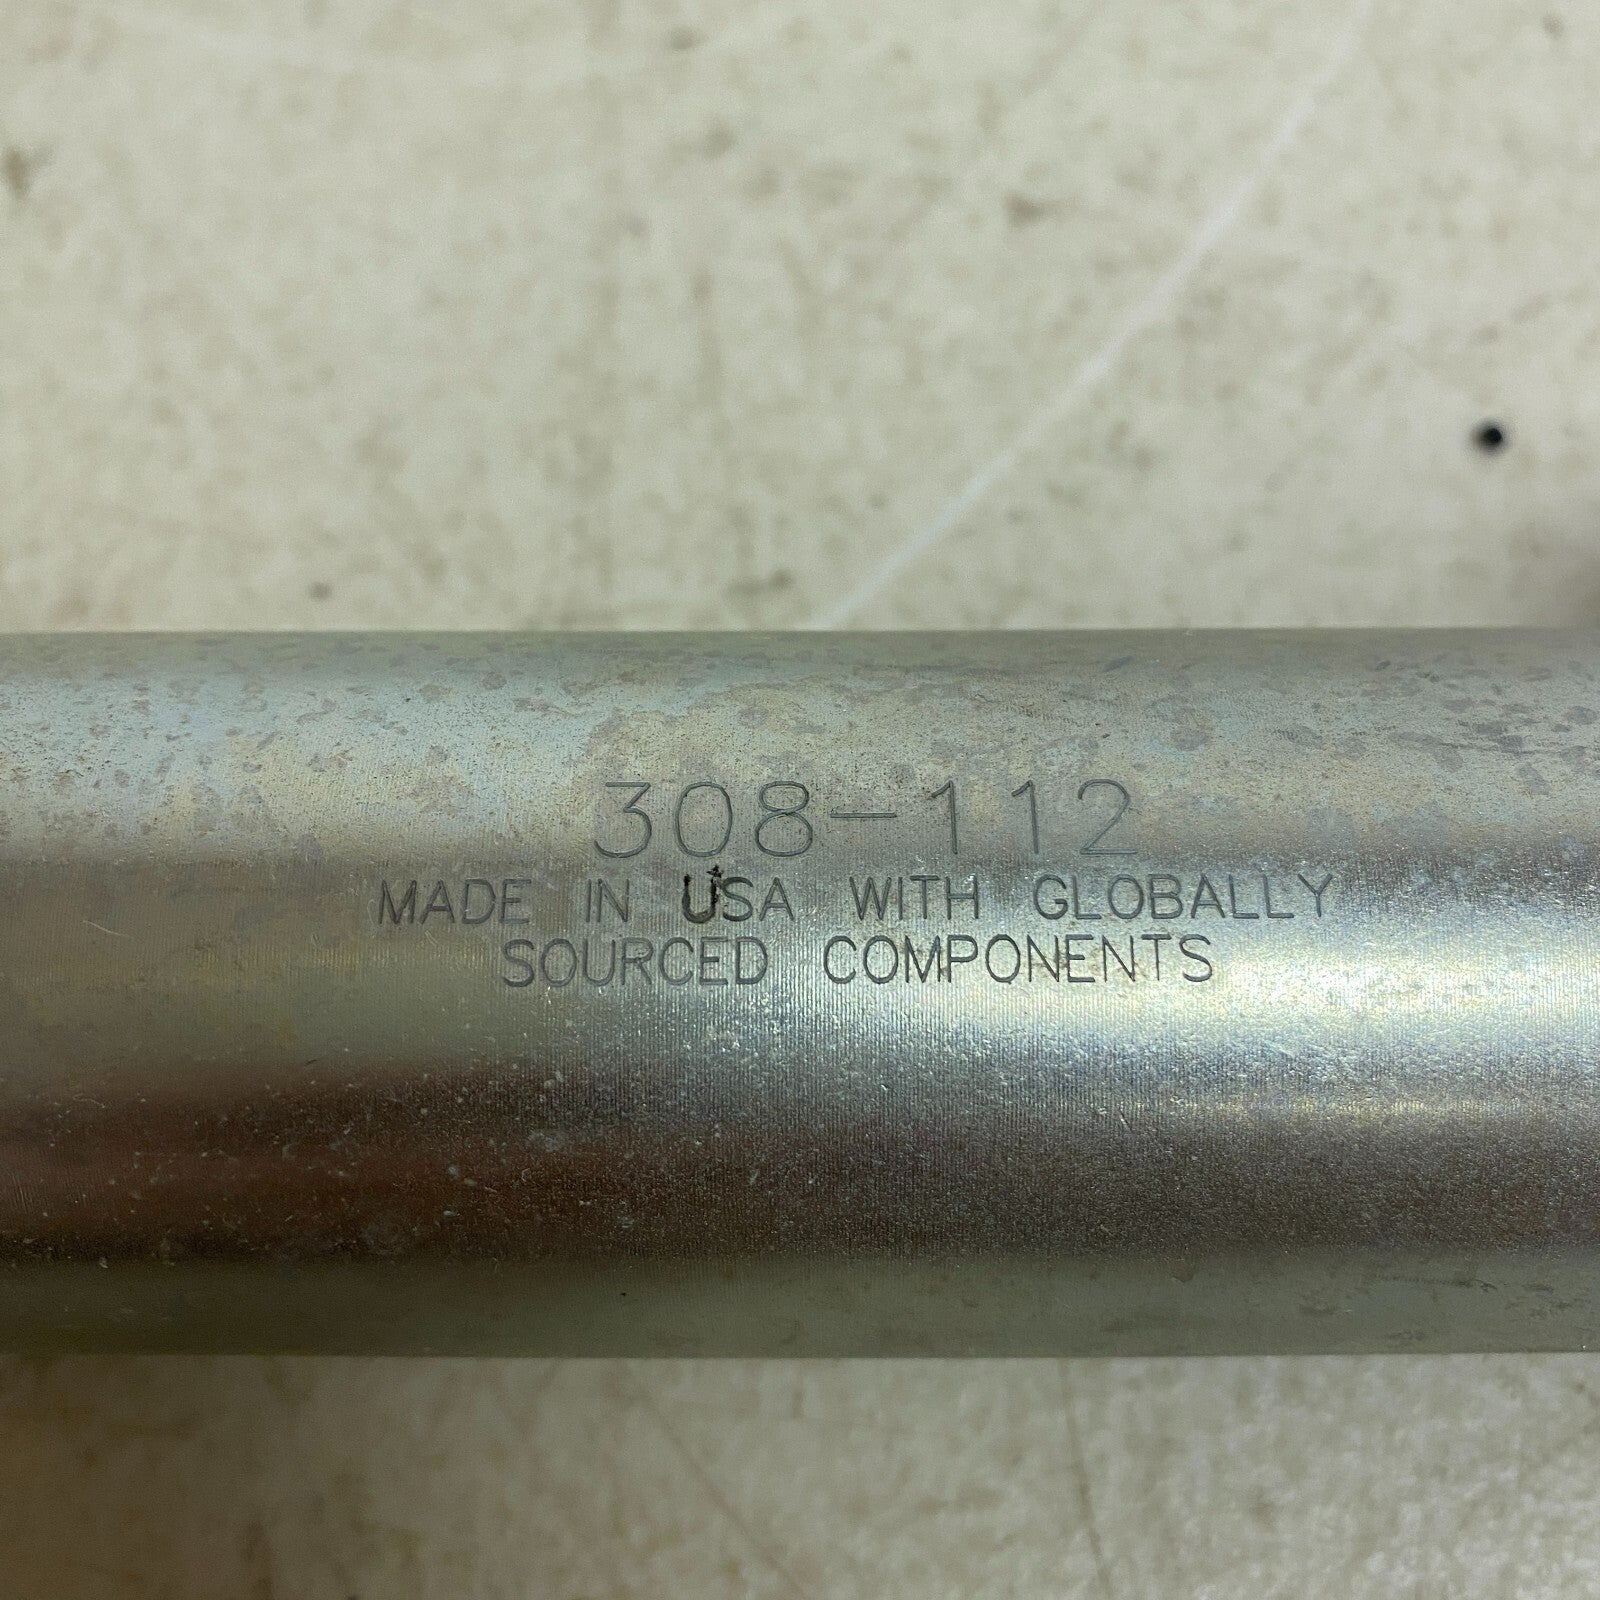 308-112
MADE IN USA WITH GLOBALLY
SOURCED COMPONENTS